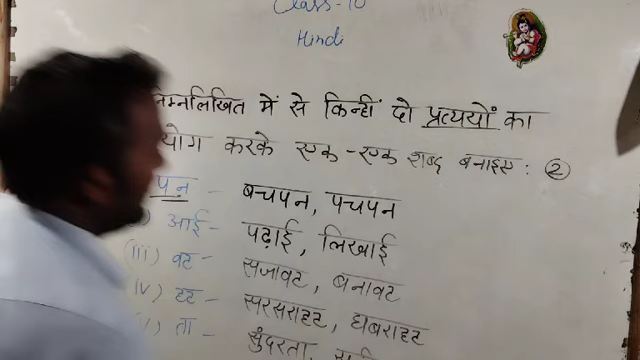 Class-10
Hindi
निम्नलिखित में से किन्हीं दो प्रत्ययों का
योग करके एक-एक शब्द बनाइए: (2)
पन - बचपन, पचपन
आई- पढ़ाई, लिखाई
(iii) वट- सजावट, बनावट
iv) हट- सरसराहट, घबराहट
) ता- सुंदरता,